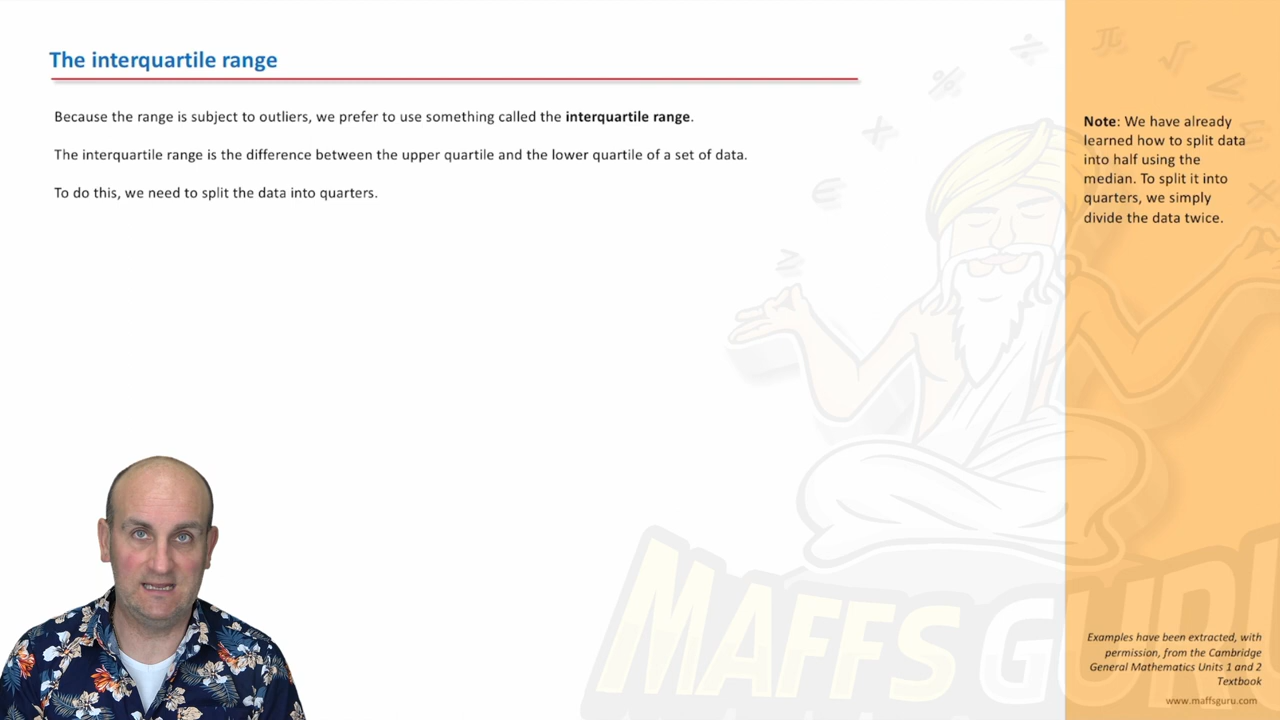 The interquartile range
Because the range is subject to outliers, we prefer to use something called the interquartile range.
The interquartile range is the difference between the upper quartile and the lower quartile of a set of data.
To do this, we need to split the data into quarters.
Note: We have already
learned how to split data
into half using the
median. To split it into
quarters, we simply
divide the data twice.
MAFFS GURU
Examples have been extracted, with
permission, from the Cambridge
General Mathematics Units 1 and 2
Textbook
www.maffsguru.com